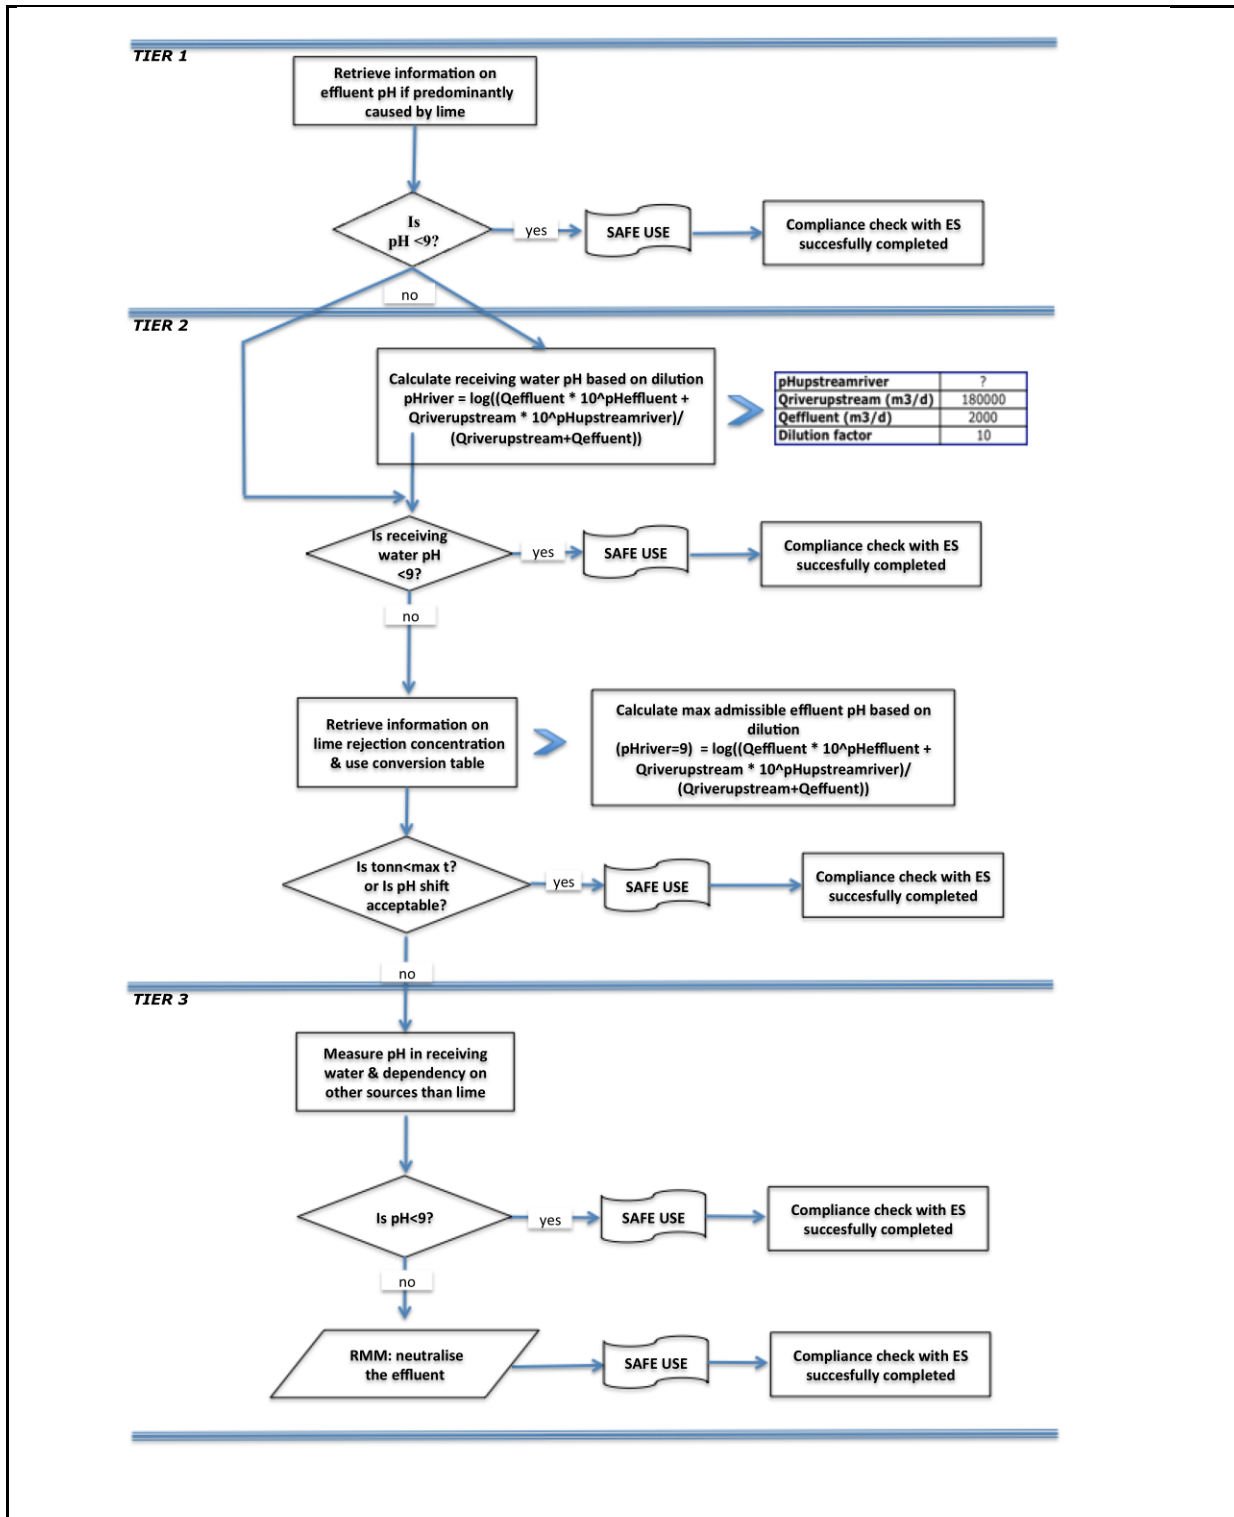 TIER 1
Retrieve information on
effluent pH if predominantly
caused by lime
Is
pH <9?
yes
SAFE USE
Compliance check with ES
succesfully completed
no
TIER 2
Calculate receiving water pH based on dilution
pHriver = log((Qeffluent * 10^pHeffluent +
Qriverupstream * 10^pHupstreamriver)/
(Qriverupstream+Qeffuent))
pHupstreamriver ?
Qriverupstream (m3/d) 180000
Qeffluent (m3/d) 2000
Dilution factor 10
Is receiving
water pH
<9?
yes
SAFE USE
Compliance check with ES
succesfully completed
no
Retrieve information on
lime rejection concentration
& use conversion table
Calculate max admissible effluent pH based on
dilution
(pHriver=9) = log((Qeffluent * 10^pHeffluent +
Qriverupstream * 10^pHupstreamriver)/
(Qriverupstream+Qeffuent))
Is tonn<max t?
or Is pH shift
acceptable?
yes
SAFE USE
Compliance check with ES
succesfully completed
no
TIER 3
Measure pH in receiving
water & dependency on
other sources than lime
Is pH<9?
yes
SAFE USE
Compliance check with ES
succesfully completed
no
RMM: neutralise
the effluent
SAFE USE
Compliance check with ES
succesfully completed